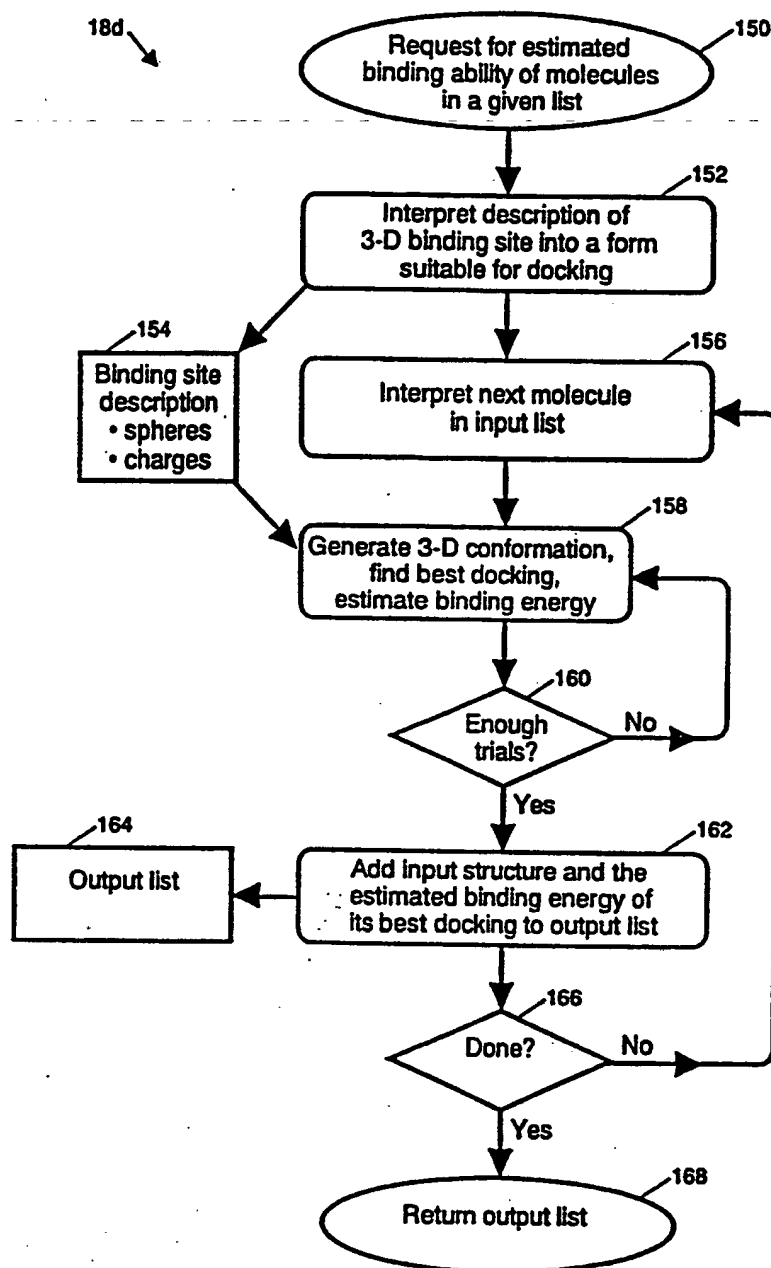 18d
150
Request for estimated
binding ability of molecules
in a given list
152
Interpret description of
3-D binding site into a form
suitable for docking
154
Binding site
description
• spheres
• charges
156
Interpret next molecule
in input list
158
Generate 3-D conformation,
find best docking,
estimate binding energy
160
Enough
trials?
No
Yes
164
Output list
162
Add input structure and the
estimated binding energy of
its best docking to output list
166
Done?
No
Yes
168
Return output list